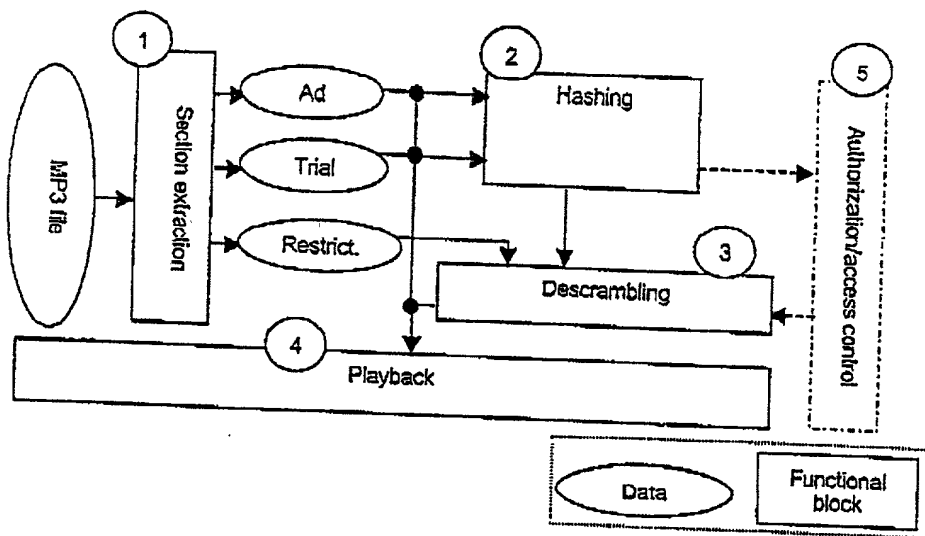 1
2
5
MP3 file
Section extraction
Ad
Trial
Restrict.
Hashing
3
Descrambling
4
Playback
Authorization/access control
Data
Functional
block